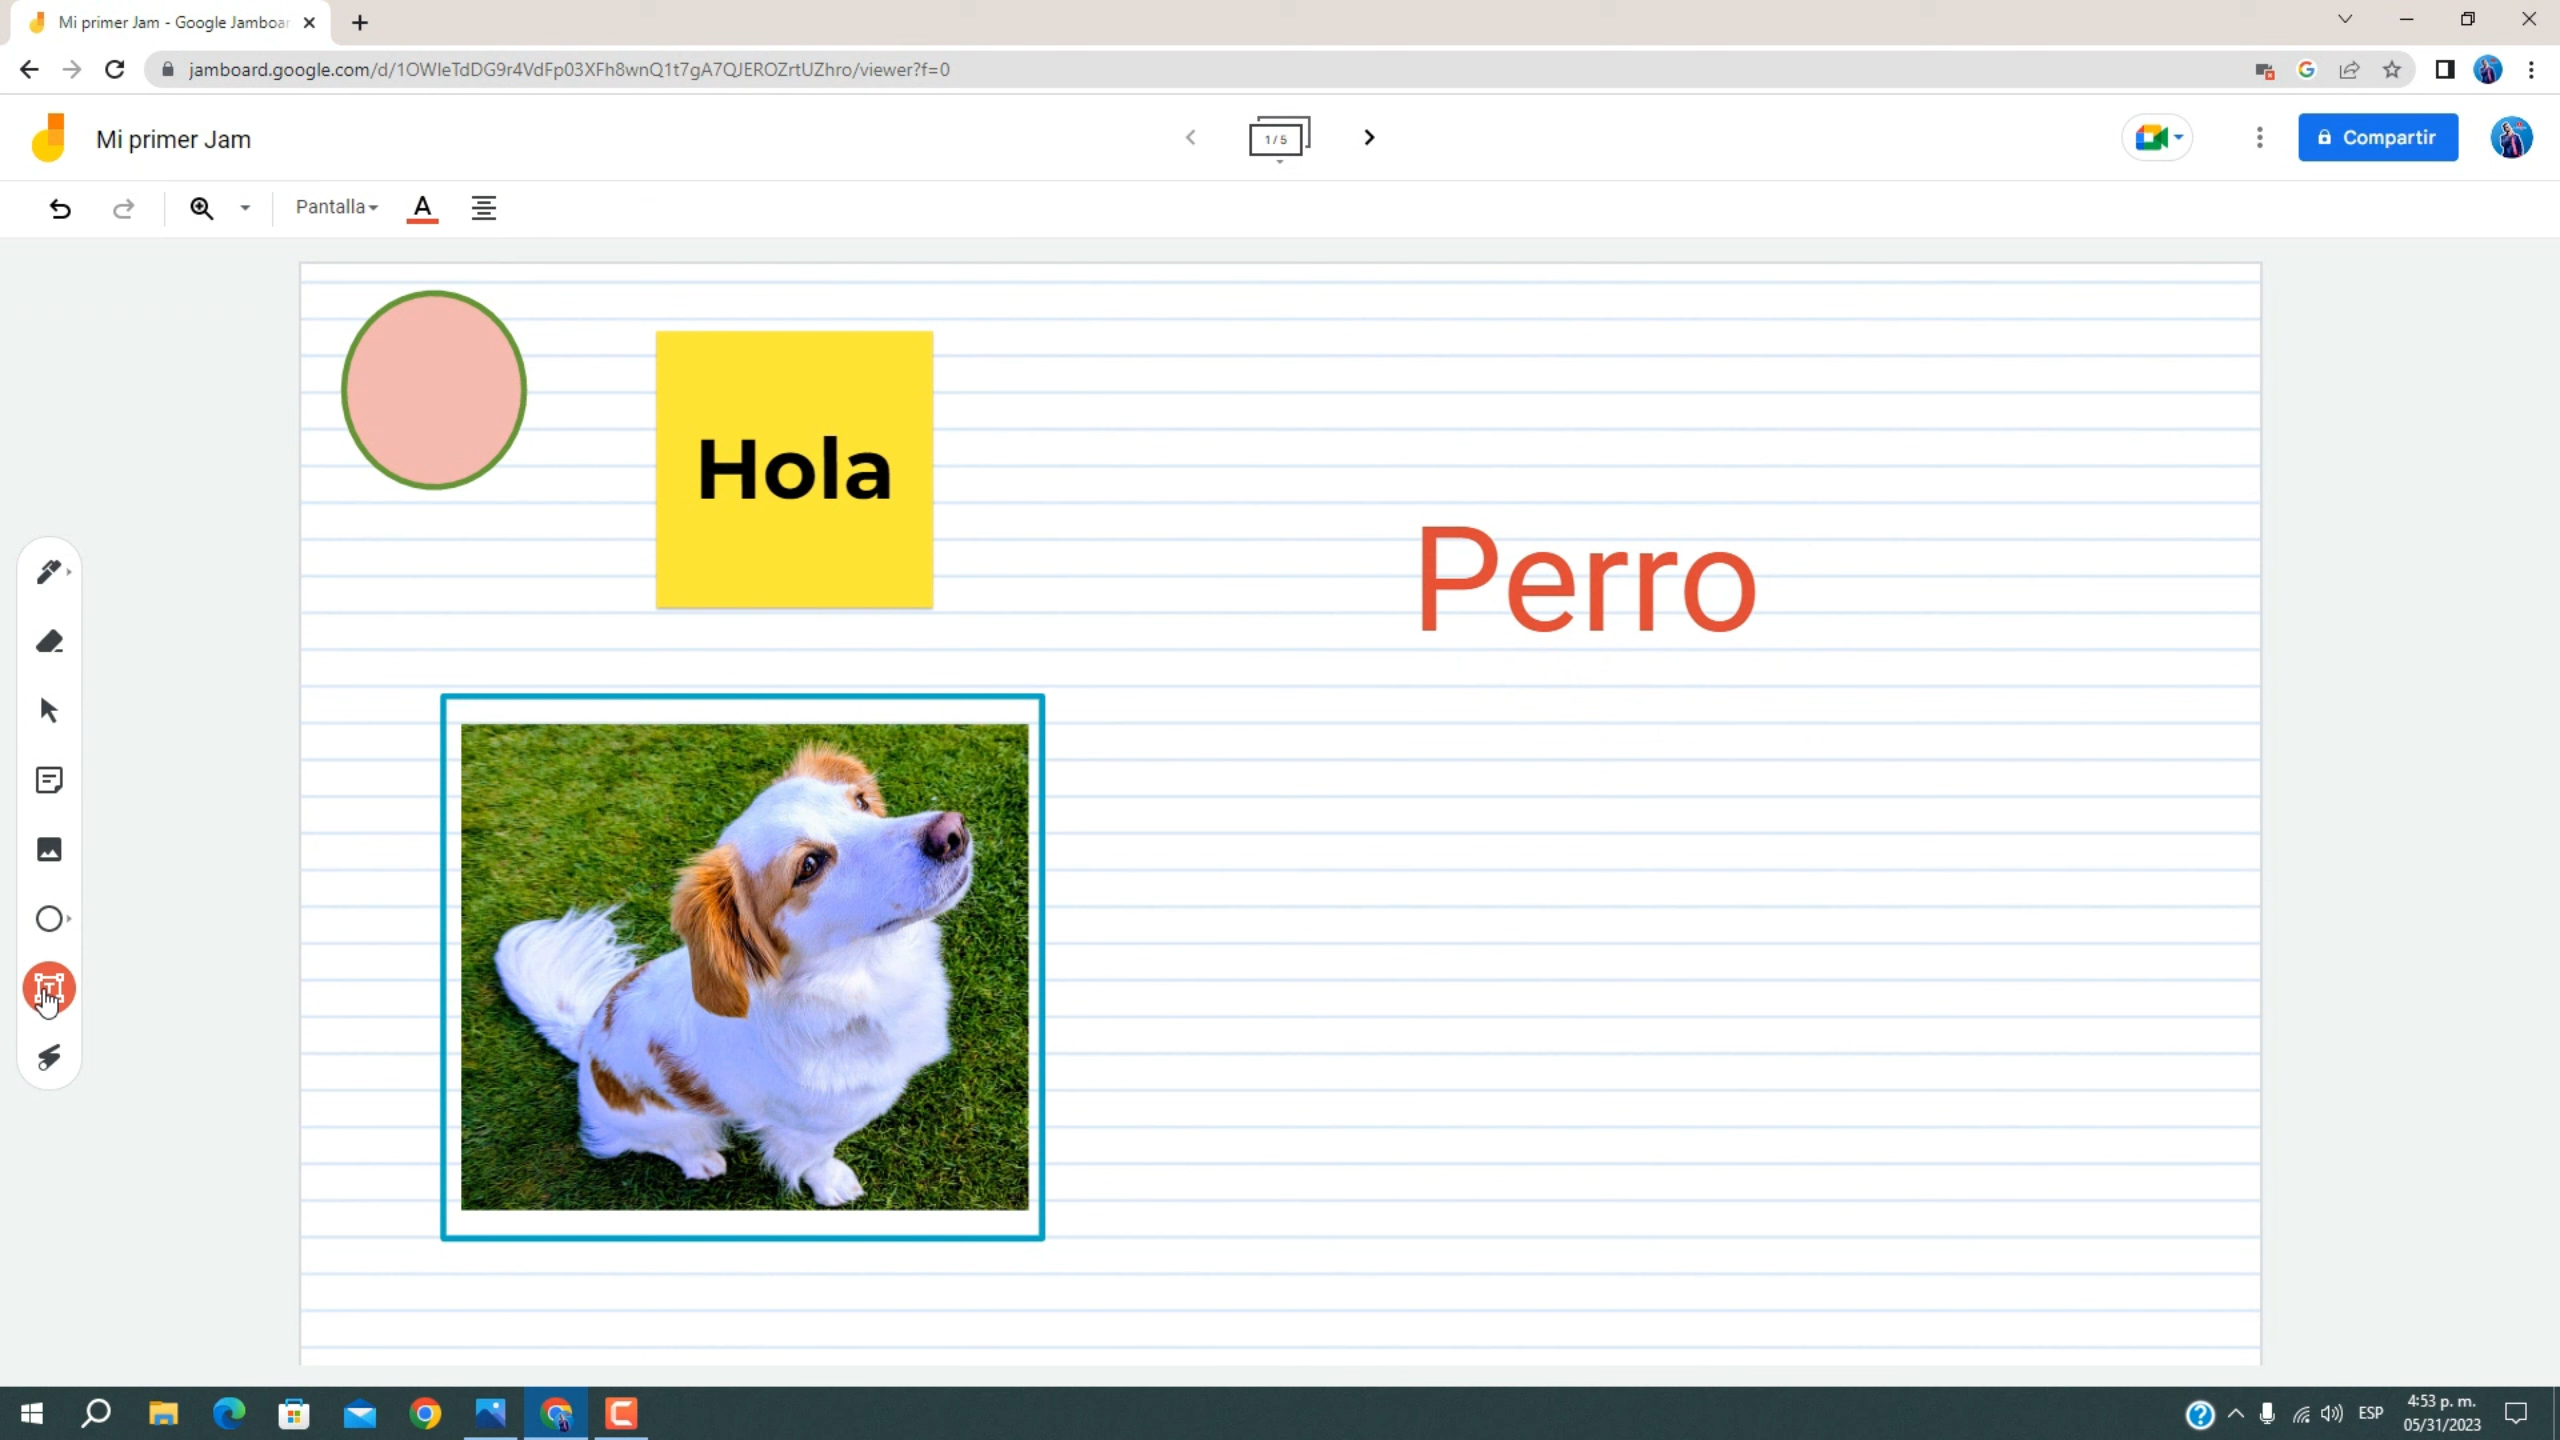 Mi primer Jam - Google Jamboar
jamboard.google.com/d/1OWleTdDG9r4VdFp03XFh8wnQ1t7gA7QJEROZrtUZhro/viewer?f=0
Mi primer Jam
1/5
Compartir
Pantalla
A
Hola
Perro
ESP
4:53 p. m.
05/31/2023